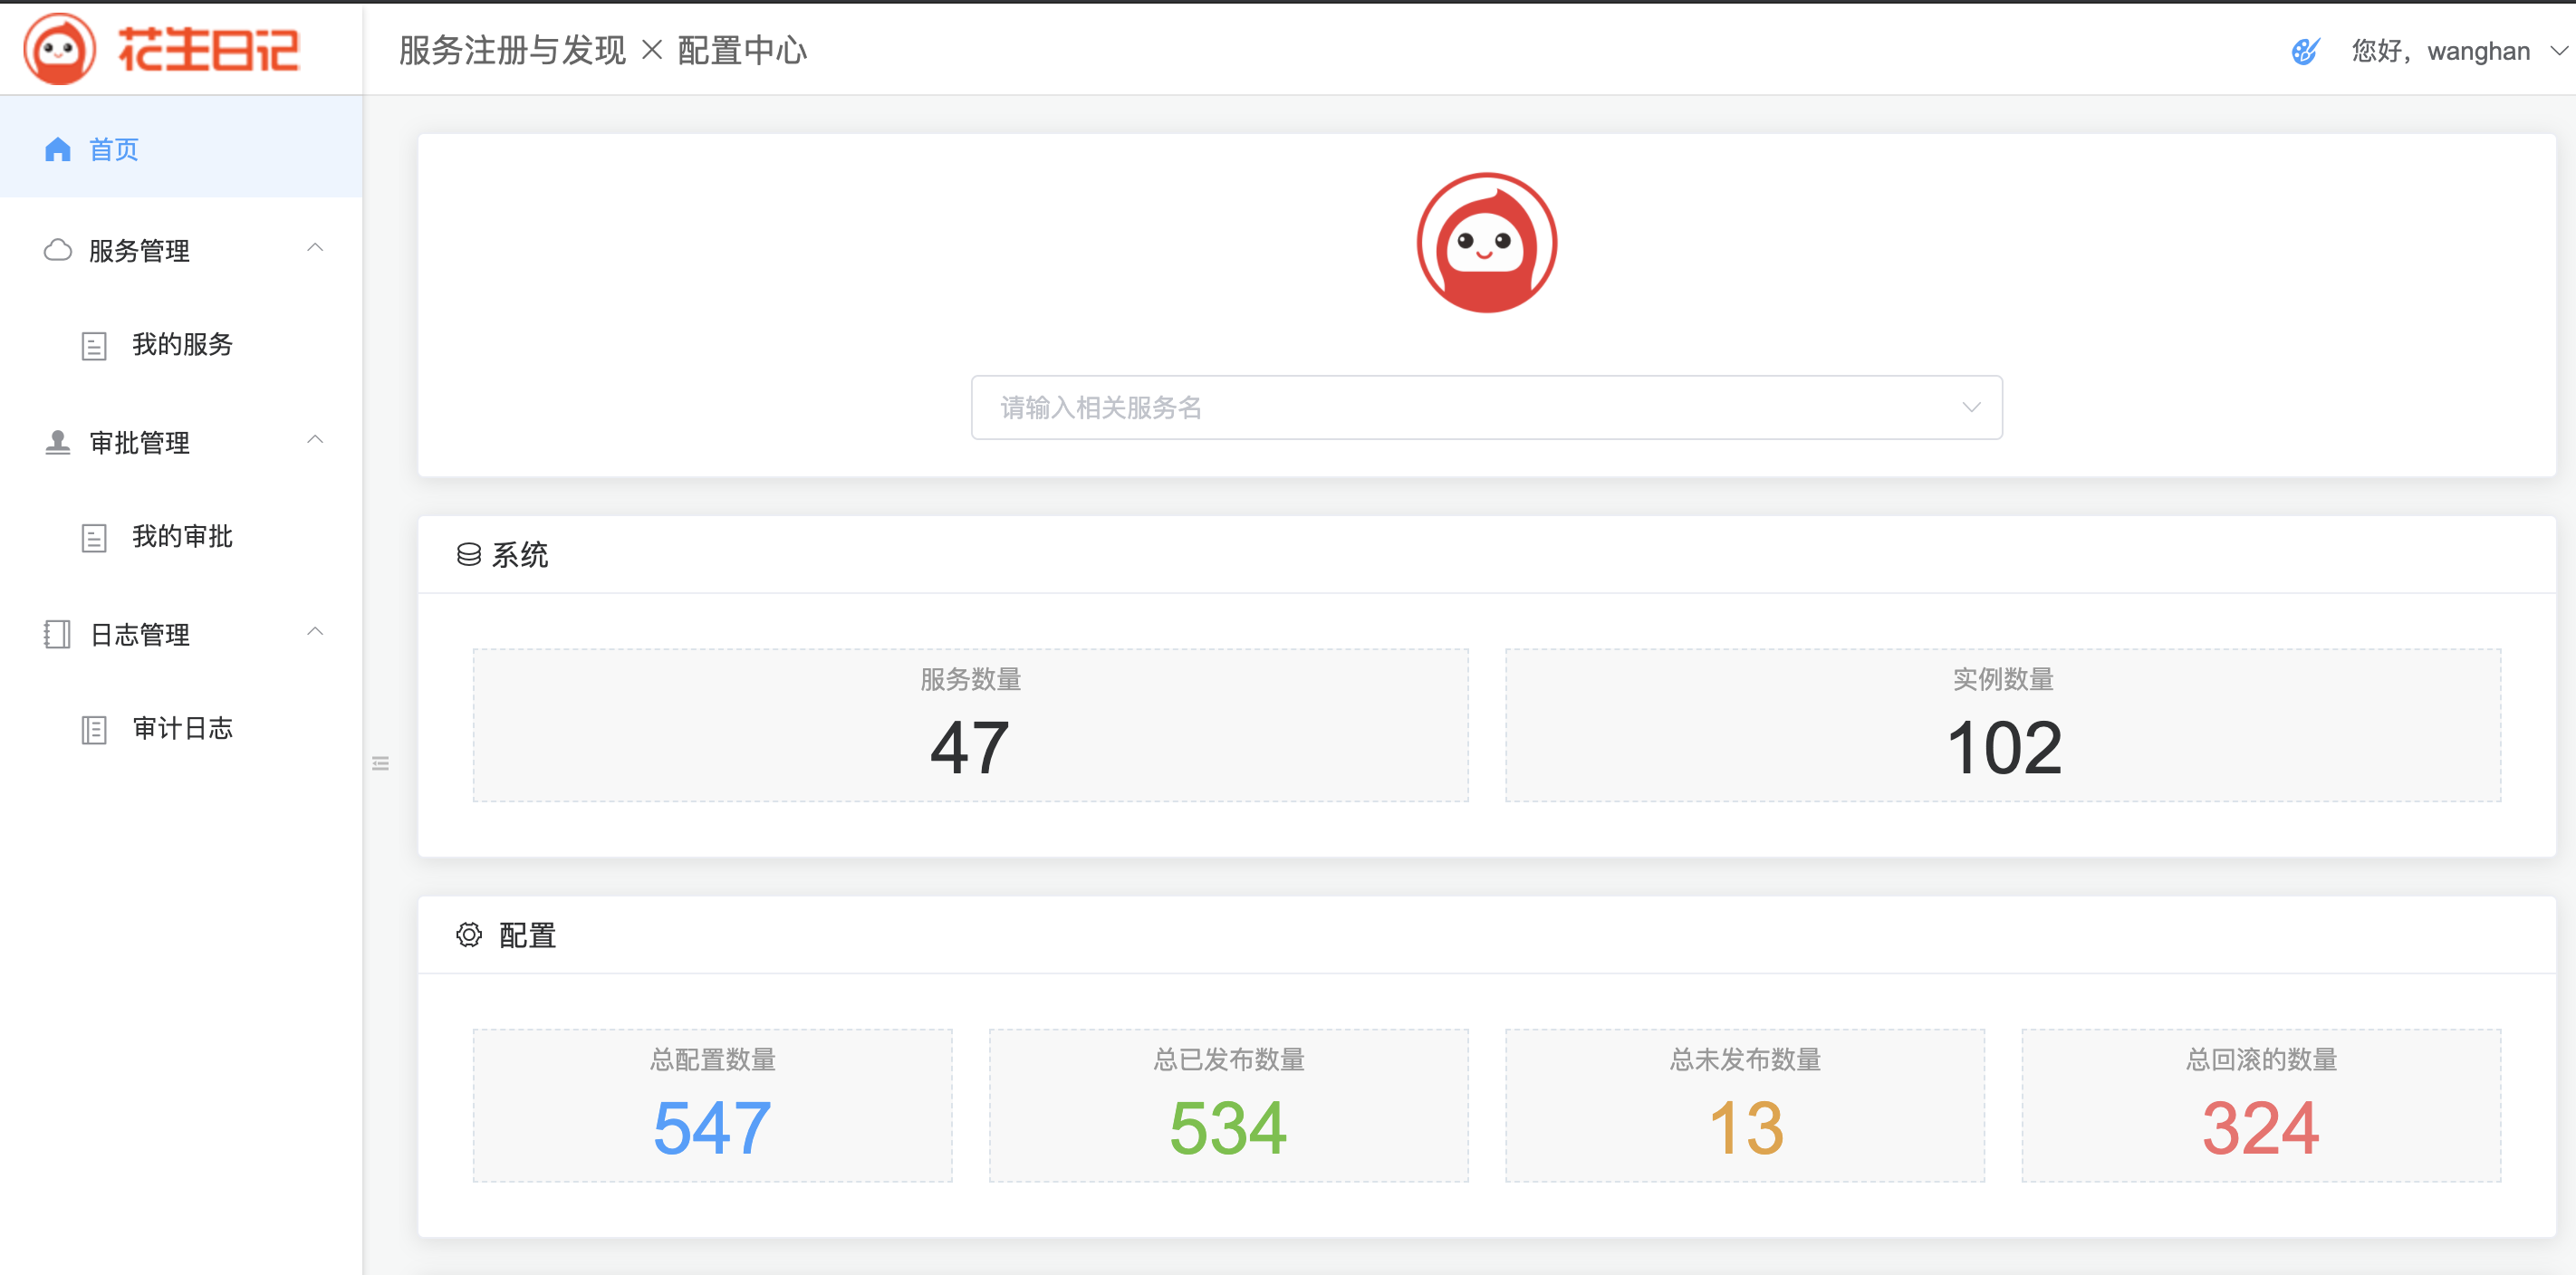 花生日记
服务注册与发现 × 配置中心
您好，wanghan
首页
服务管理
我的服务
审批管理
我的审批
日志管理
审计日志
请输入相关服务名
系统
服务数量
47
实例数量
102
配置
总配置数量
547
总已发布数量
534
总未发布数量
13
总回滚的数量
324